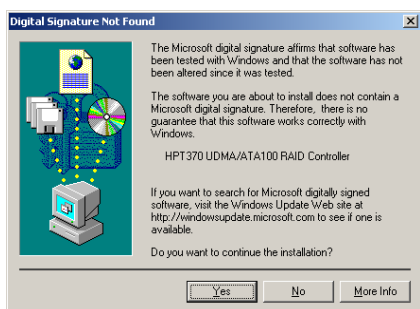 Digital Signature Not Found
The Microsoft digital signature affirms that software has
been tested with Windows and that the software has not
been altered since it was tested.
The software you are about to install does not contain a
Microsoft digital signature. Therefore, there is no
guarantee that this software works correctly with
Windows.
HPT370 UDMA/ATA100 RAID Controller
If you want to search for Microsoft digitally signed
software, visit the Windows Update Web site at
http://windowsupdate.microsoft.com to see if one is
available.
Do you want to continue the installation?
Yes No More Info